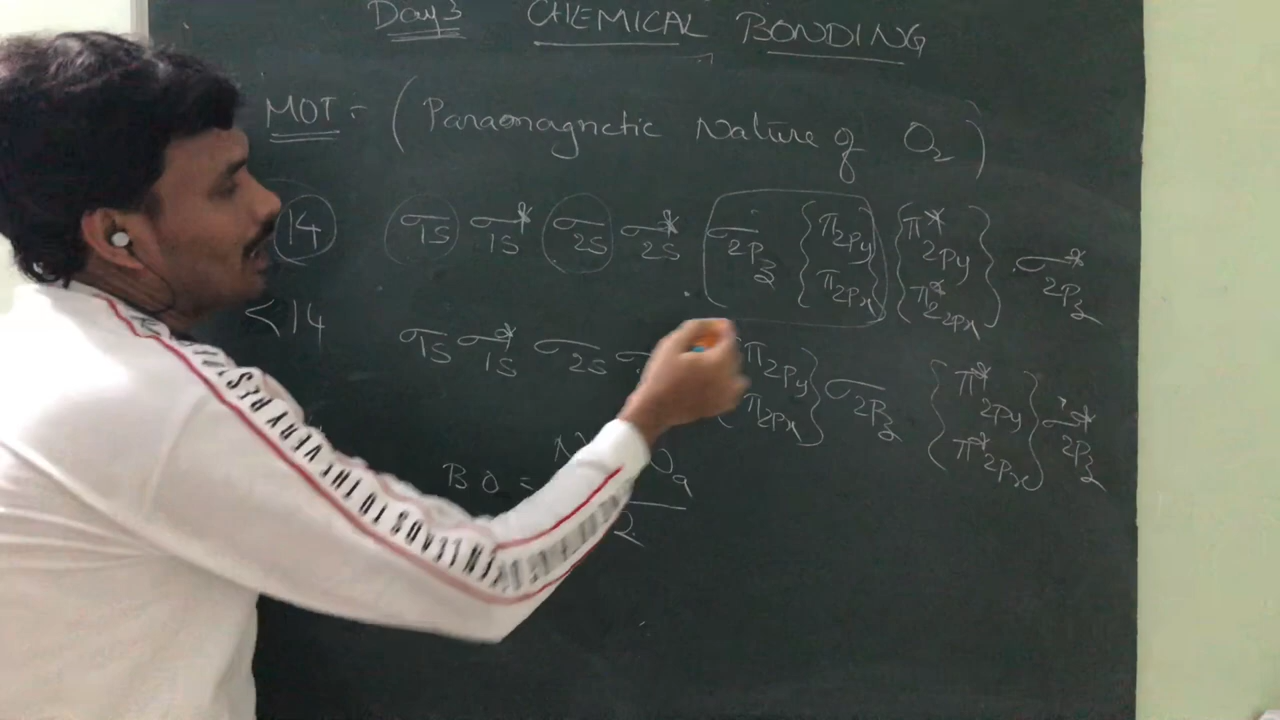 Day3 CHEMICAL BONDING
MOT = (Paramagnetic Nature of O₂)
14 σ1s σ*1s σ2s σ*2s σ2pz {π2py π2px} {π*2py π*2px} σ*2pz
<14 σ1s σ*1s σ2s σ {π2py π2px} σ2pz {π*2py π*2px} σ*2pz
BO =
2